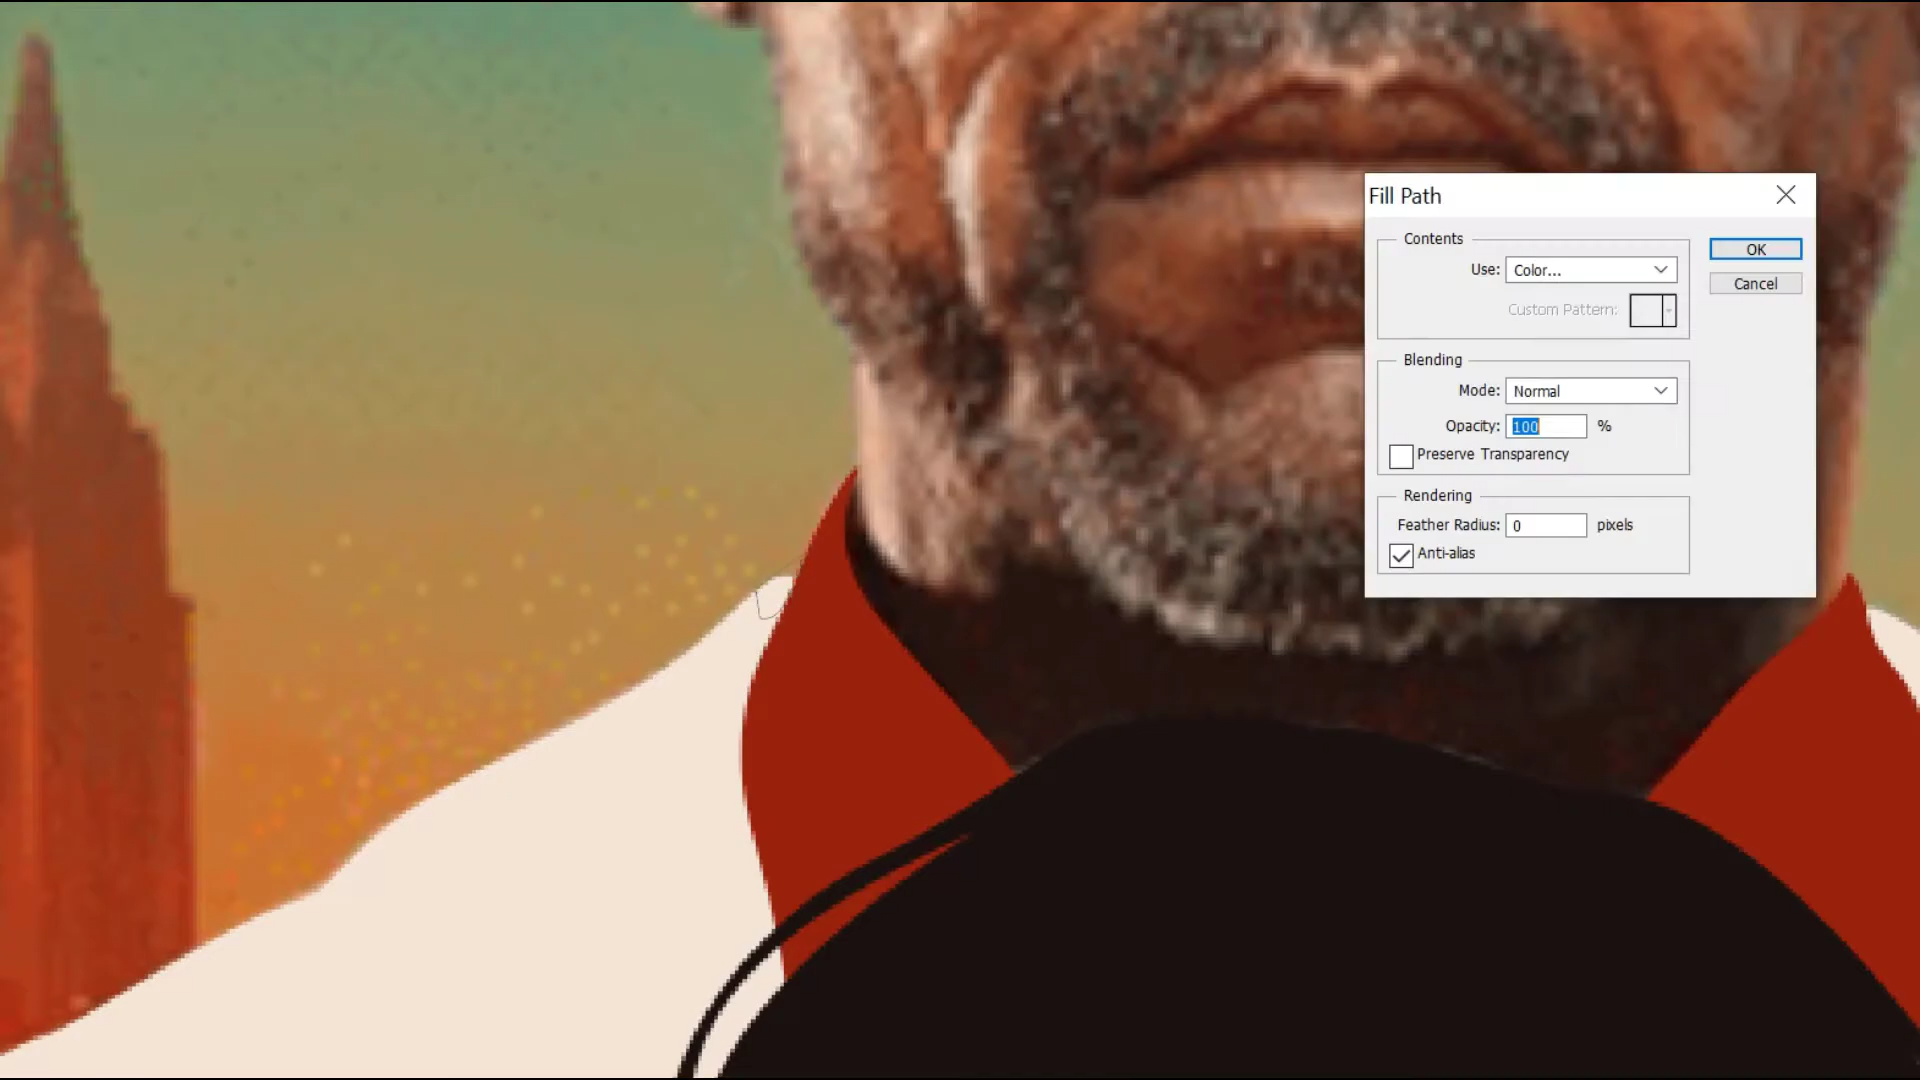 Fill Path
Contents
OK
Use: Color...
Cancel
Custom Pattern:
Blending
Mode: Normal
Opacity: 100 %
Preserve Transparency
Rendering
Feather Radius: 0 pixels
Anti-alias